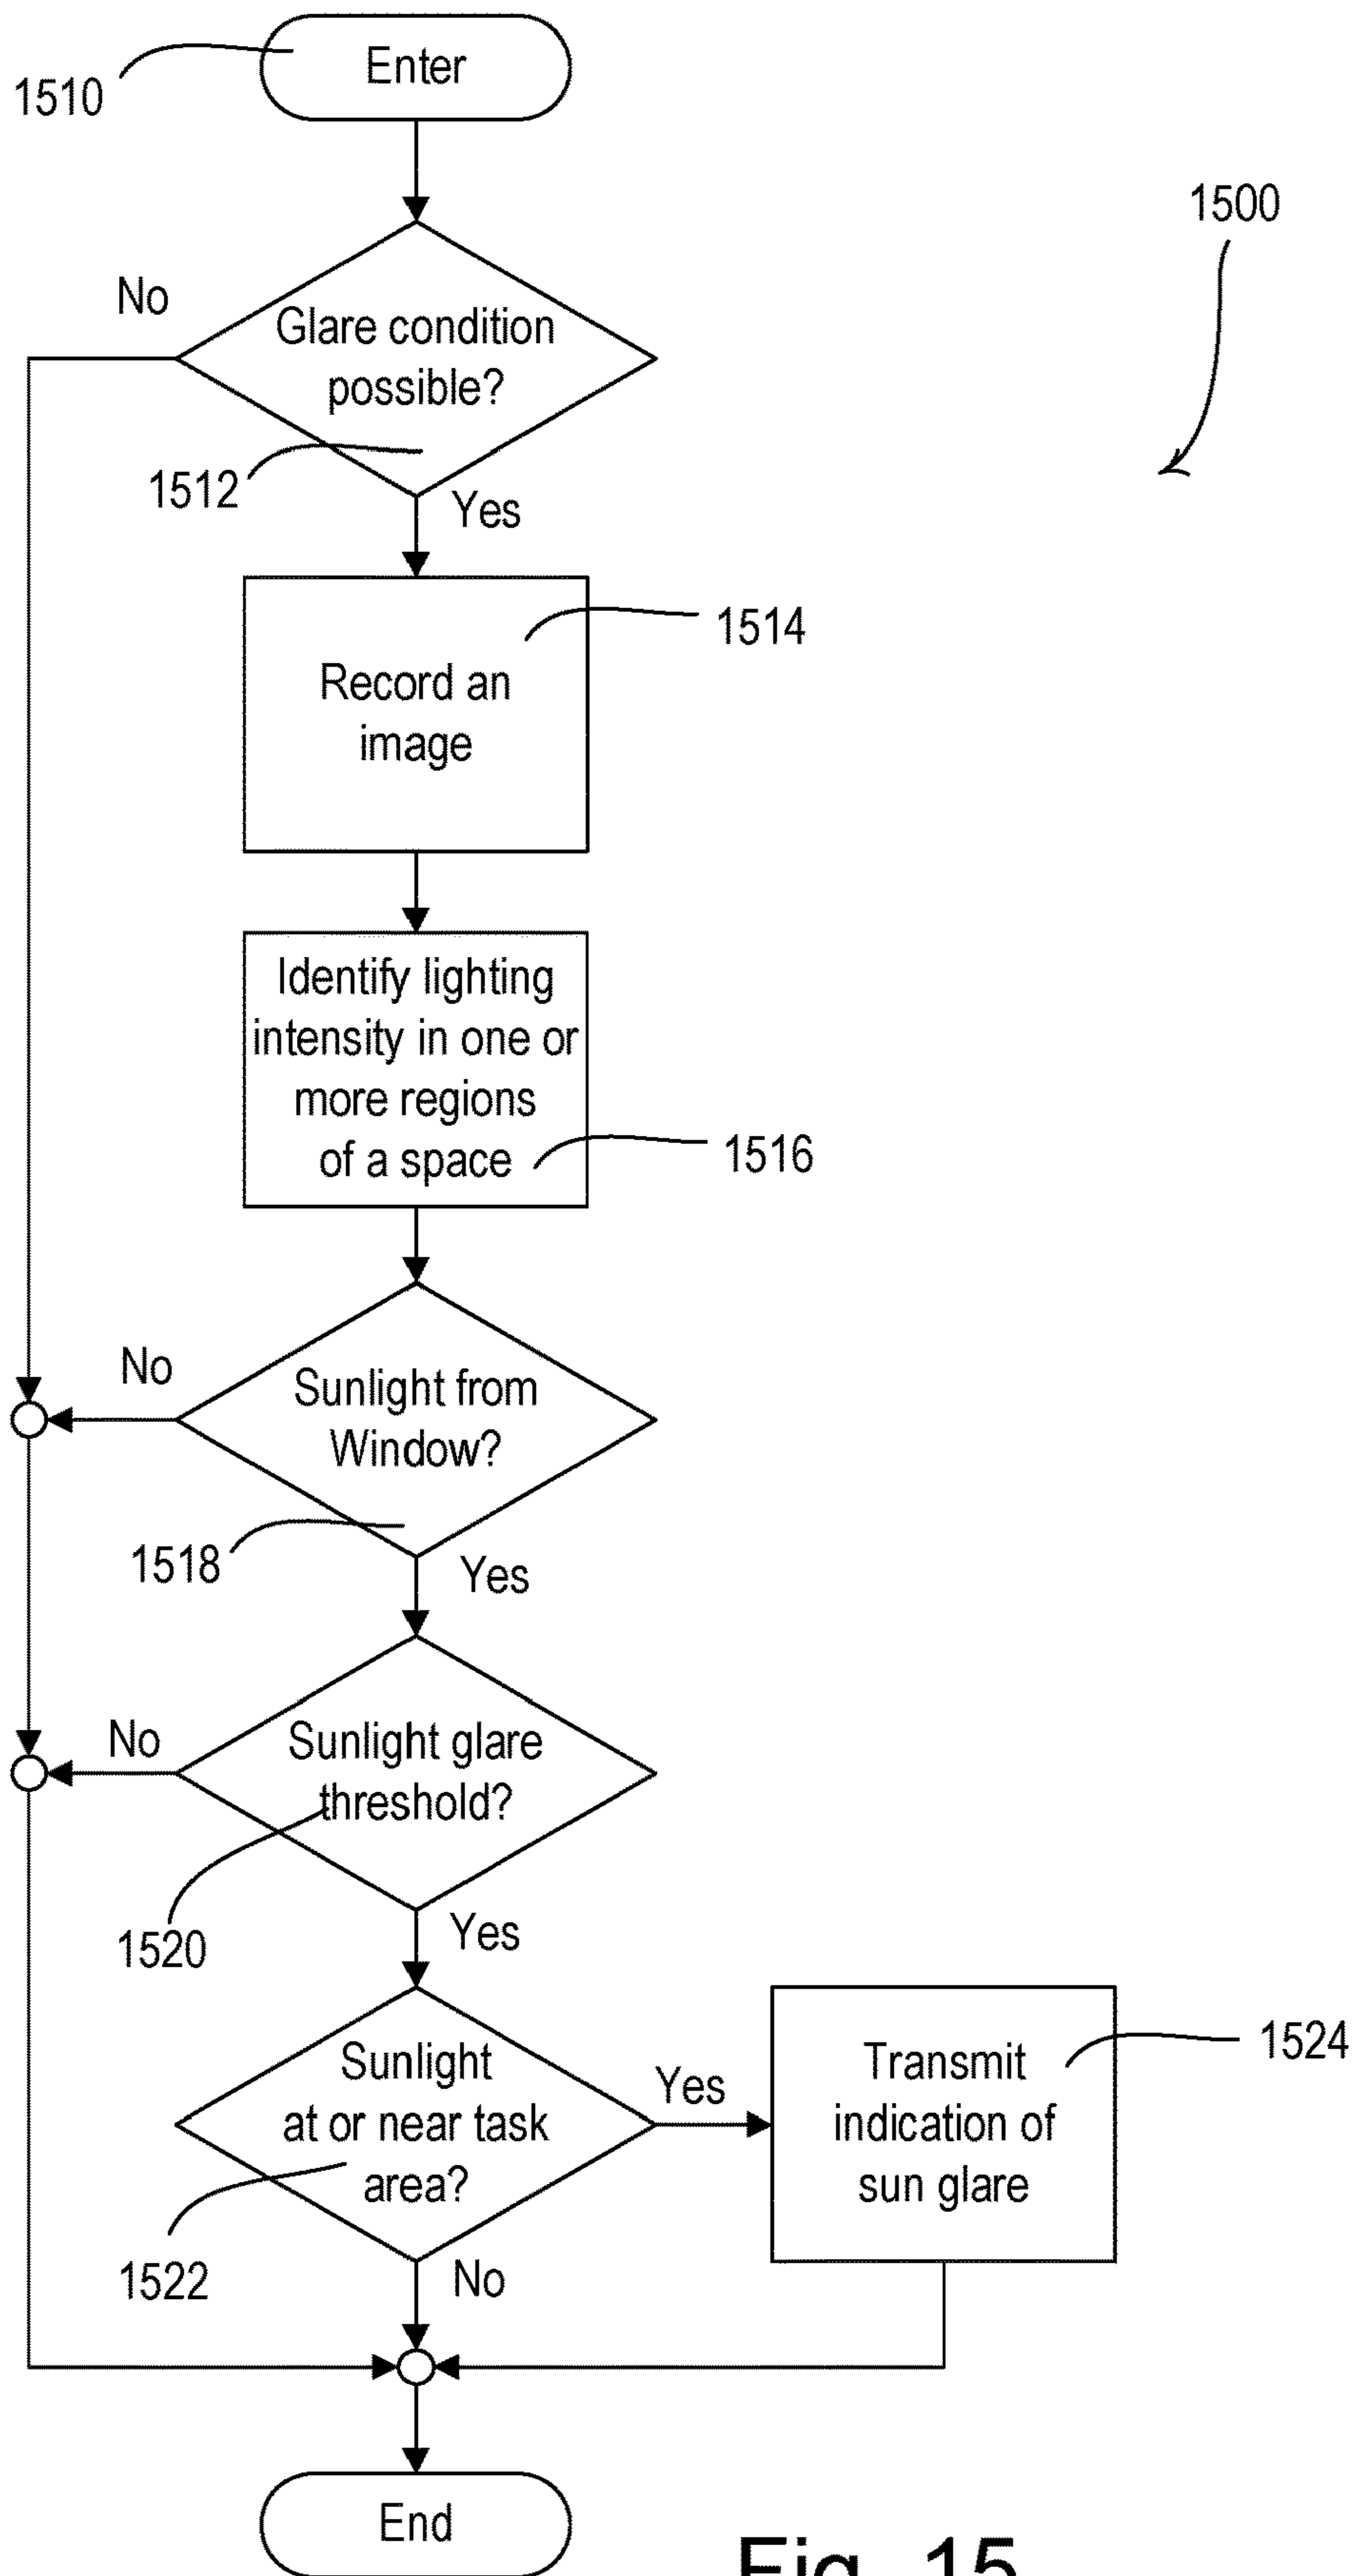 Enter
1510
1500
No
Glare condition
possible?
1512
Yes
1514
Record an
image
Identify lighting
intensity in one or
more regions
of a space
1516
No
Sunlight from
Window?
1518
Yes
No
Sunlight glare
threshold?
1520
Yes
Sunlight
at or near task
area?
Yes
Transmit
indication of
sun glare
1524
1522
No
End
Fig. 15